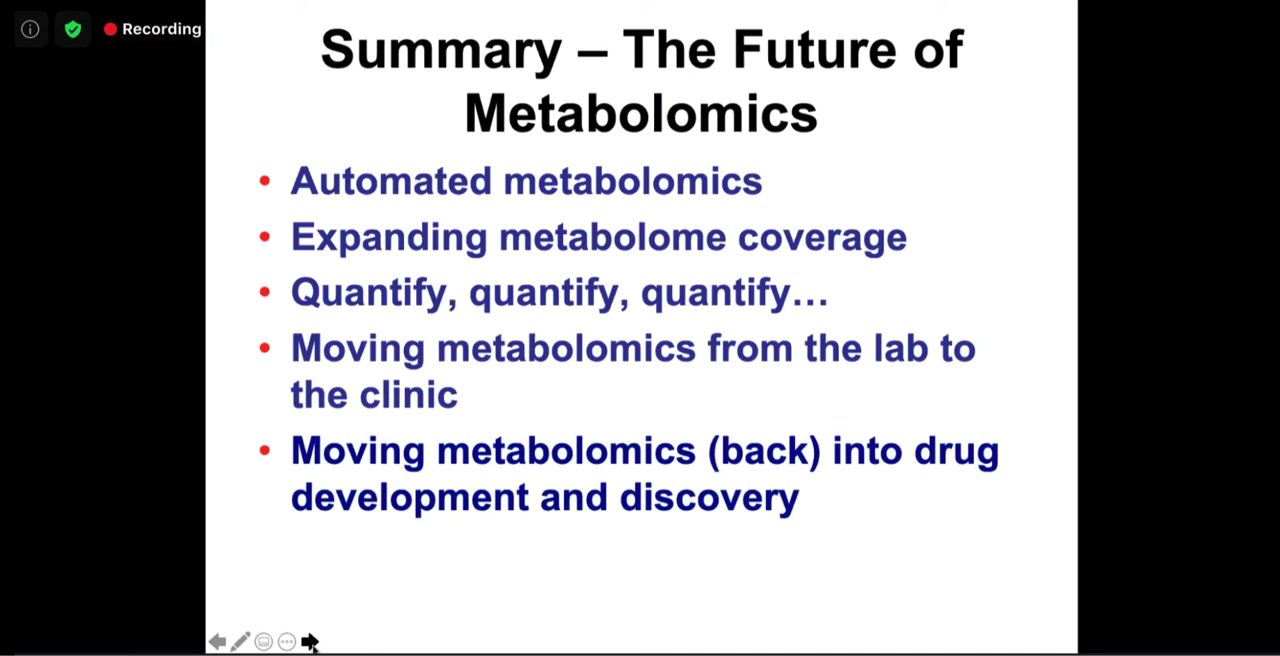 Recording
Summary – The Future of
Metabolomics
• Automated metabolomics
• Expanding metabolome coverage
• Quantify, quantify, quantify…
• Moving metabolomics from the lab to
the clinic
• Moving metabolomics (back) into drug
development and discovery